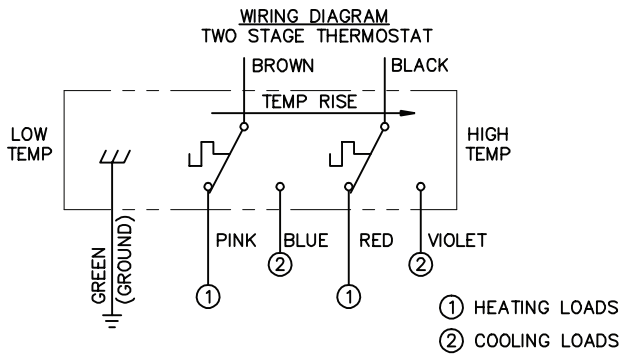 WIRING DIAGRAM
TWO STAGE THERMOSTAT
BROWN
BLACK
TEMP RISE
LOW
TEMP
HIGH
TEMP
GREEN
(GROUND)
PINK
BLUE
RED
VIOLET
2
2
1
1
1 HEATING LOADS
2 COOLING LOADS